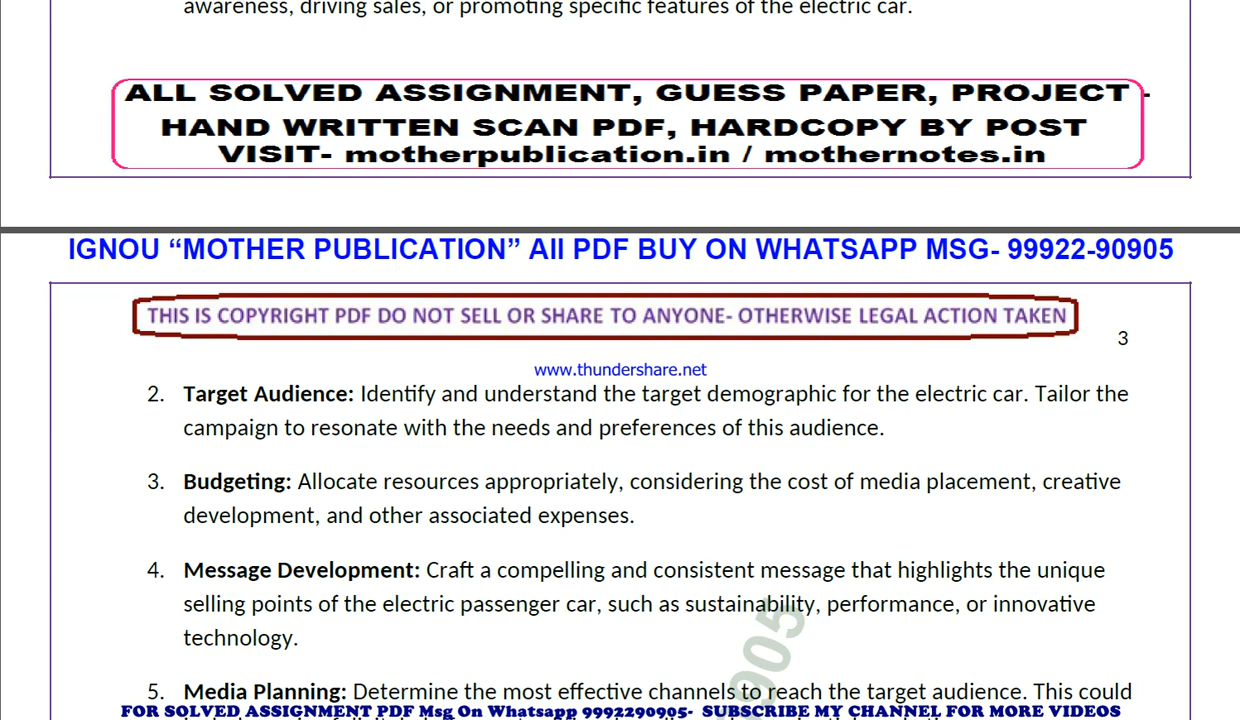 awareness, driving sales, or promoting specific features of the electric car.
ALL SOLVED ASSIGNMENT, GUESS PAPER, PROJECT -
HAND WRITTEN SCAN PDF, HARDCOPY BY POST
VISIT- motherpublication.in / mothernotes.in
IGNOU “MOTHER PUBLICATION” All PDF BUY ON WHATSAPP MSG- 99922-90905
THIS IS COPYRIGHT PDF DO NOT SELL OR SHARE TO ANYONE- OTHERWISE LEGAL ACTION TAKEN
3
www.thundershare.net
2. Target Audience: Identify and understand the target demographic for the electric car. Tailor the
campaign to resonate with the needs and preferences of this audience.
3. Budgeting: Allocate resources appropriately, considering the cost of media placement, creative
development, and other associated expenses.
4. Message Development: Craft a compelling and consistent message that highlights the unique
selling points of the electric passenger car, such as sustainability, performance, or innovative
technology.
905
5. Media Planning: Determine the most effective channels to reach the target audience. This could
FOR SOLVED ASSIGNMENT PDF Msg On Whatsapp 9992290905- SUBSCRIBE MY CHANNEL FOR MORE VIDEOS